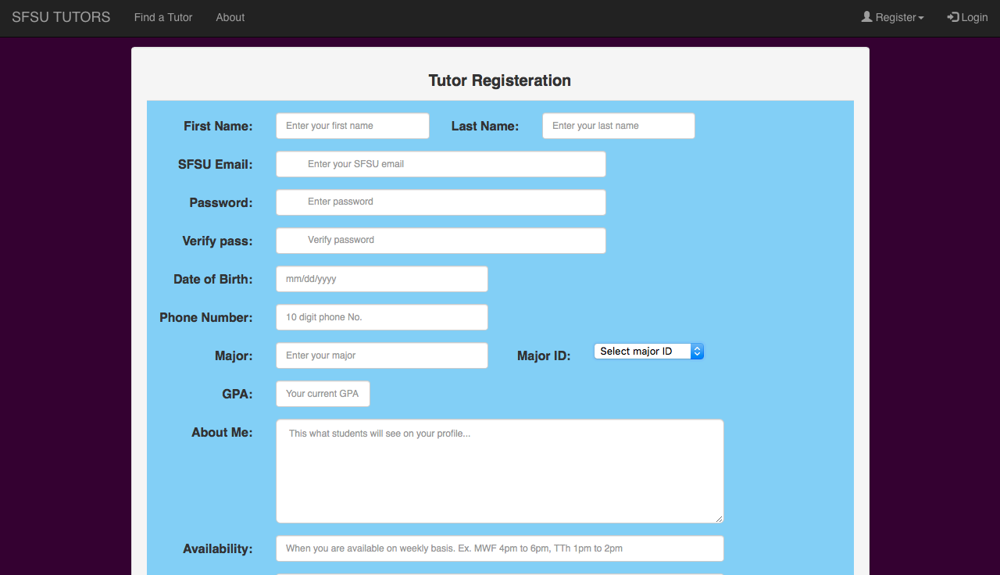 SFSU TUTORS Find a Tutor About Register Login
Tutor Registeration
First Name: Enter your first name Last Name: Enter your last name
SFSU Email: Enter your SFSU email
Password: Enter password
Verify pass: Verify password
Date of Birth: mm/dd/yyyy
Phone Number: 10 digit phone No.
Major: Enter your major Major ID: Select major ID
GPA: Your current GPA
About Me: This what students will see on your profile...
Availability: When you are available on weekly basis. Ex. MWF 4pm to 6pm, TTh 1pm to 2pm